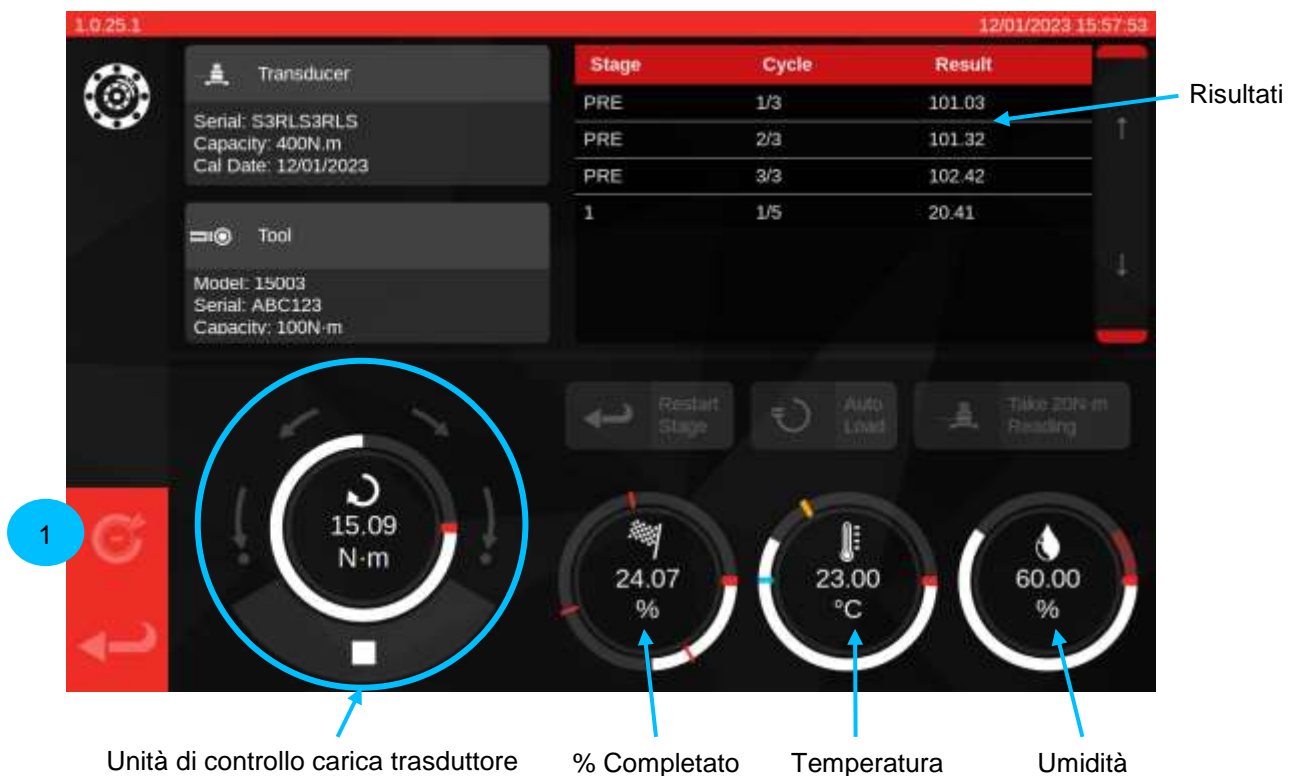 1.0.25.1 12/01/2023 15:57:53
Transducer
Serial: S3RLS3RLS
Capacity: 400N.m
Cal Date: 12/01/2023
Tool
Model: 15003
Serial: ABC123
Capacity: 100N·m
Stage Cycle Result
PRE 1/3 101.03
PRE 2/3 101.32
PRE 3/3 102.42
1 1/5 20.41
Risultati
Restart
Stage
Auto
Load
Take 20N·m
Reading
1
15.09
N·m
24.07
%
23.00
°C
60.00
%
Unità di controllo carica trasduttore
% Completato
Temperatura
Umidità